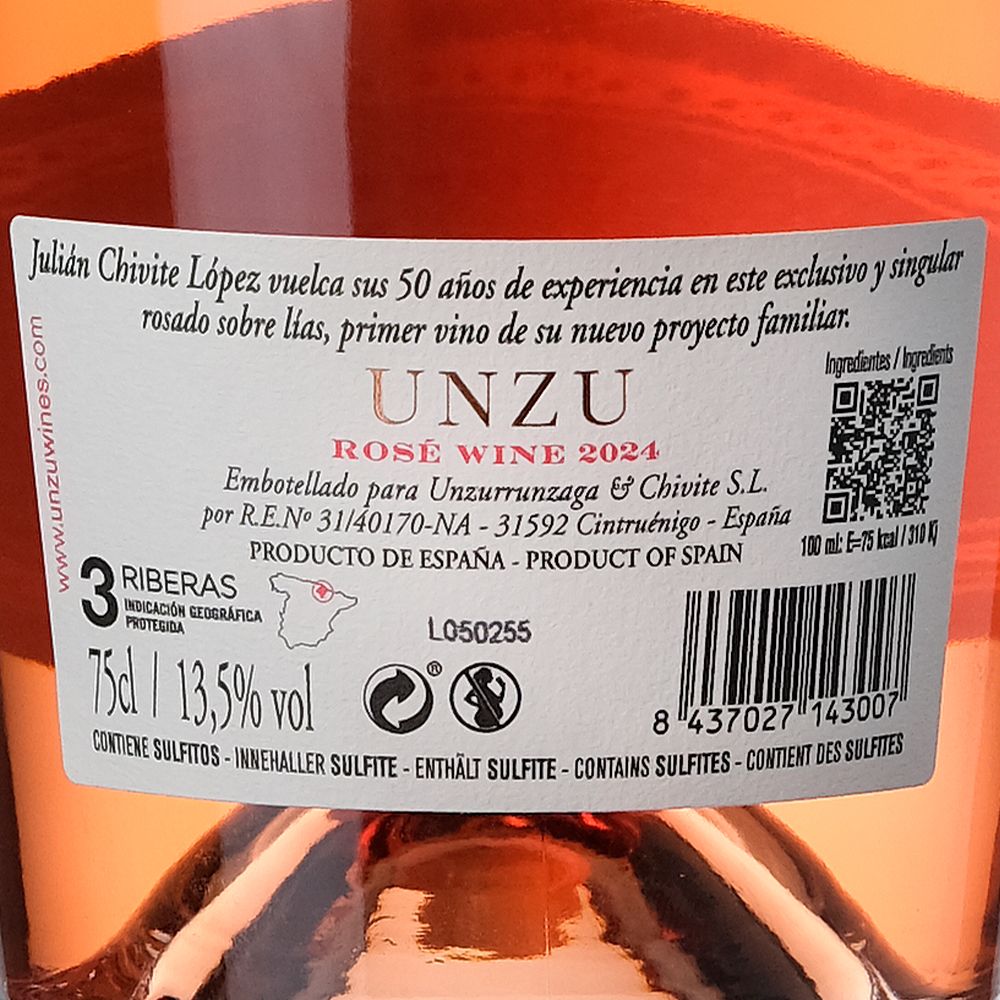 Julián Chivite López vuelca sus 50 años de experiencia en este exclusivo y singular
rosado sobre lías, primer vino de su nuevo proyecto familiar.
www.unzuwines.com
UNZU
ROSÉ WINE 2024
Embotellado para Unzurrunzaga & Chivite S.L.
por R.E.Nº 31/40170-NA - 31592 Cintruénigo - España
PRODUCTO DE ESPAÑA - PRODUCT OF SPAIN
Ingredientes / Ingredients
100 ml: E=75 kcal / 310 Kj
3 RIBERAS
INDICACIÓN GEOGRÁFICA
PROTEGIDA
L050255
75cl / 13,5% vol
®
8 437027 143007
CONTIENE SULFITOS - INNEHALLER SULFITE - ENTHÄLT SULFITE - CONTAINS SULFITES - CONTIENT DES SULFITES